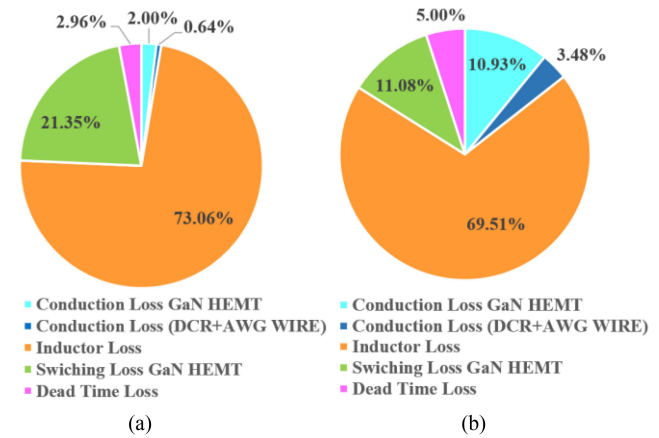 2.96%
2.00%
0.64%
21.35%
73.06%
Conduction Loss GaN HEMT
Conduction Loss (DCR+AWG WIRE)
Inductor Loss
Swiching Loss GaN HEMT
Dead Time Loss
(a)
5.00%
10.93%
3.48%
11.08%
69.51%
Conduction Loss GaN HEMT
Conduction Loss (DCR+AWG WIRE)
Inductor Loss
Swiching Loss GaN HEMT
Dead Time Loss
(b)